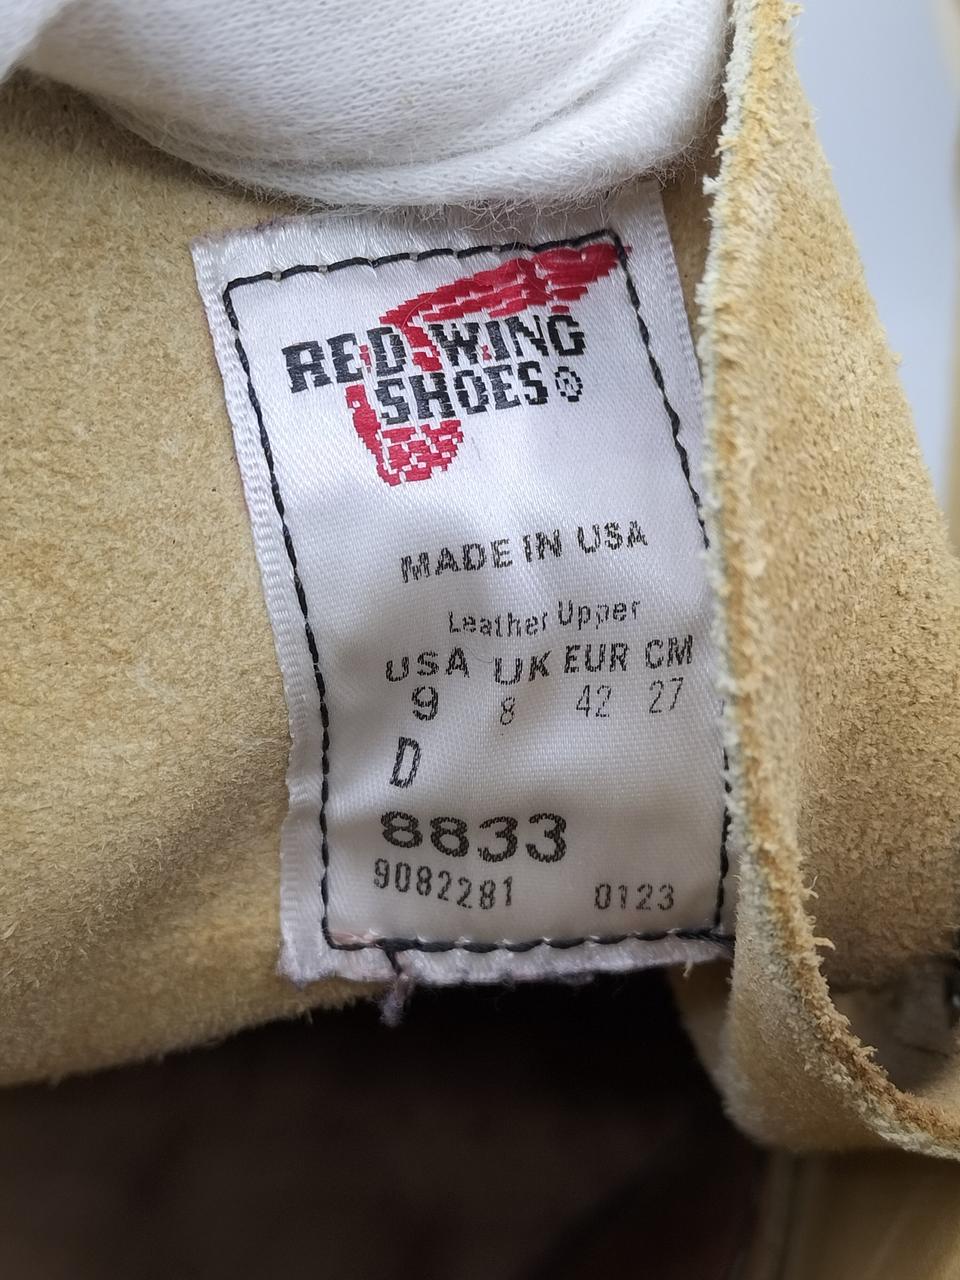 RED WING
SHOES®
MADE IN USA
Leather Upper
USA UK EUR CM
9 8 42 27
D
8833
9082281 0123